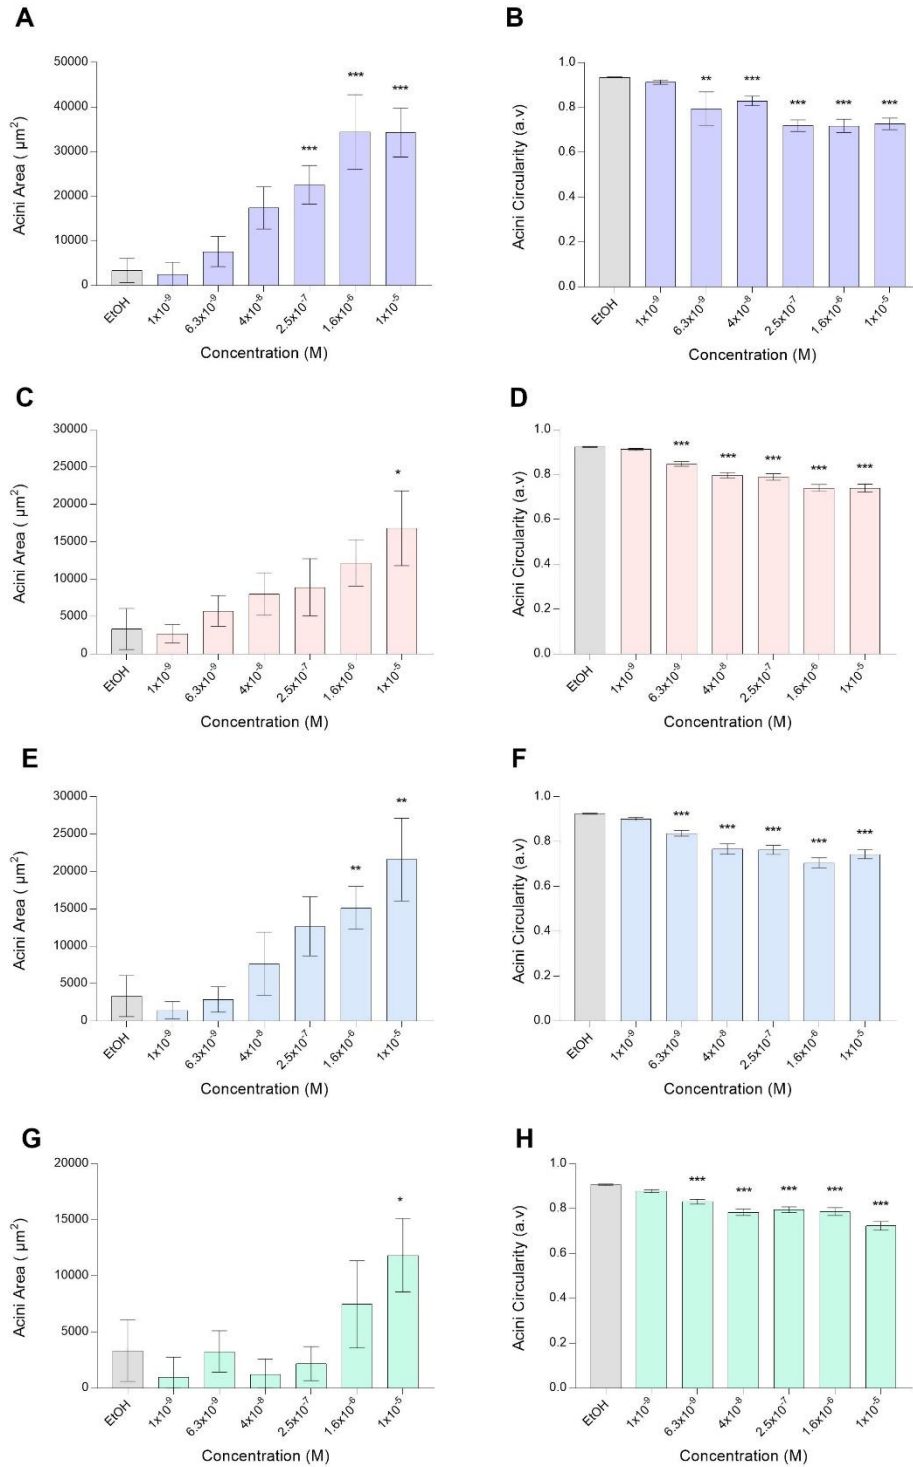 A
Acini Area ( µm²)
50000
40000
30000
20000
10000
0
***
***
***
EtOH
1x10⁻⁹
6.3x10⁻⁹
4x10⁻⁸
2.5x10⁻⁷
1.6x10⁻⁶
1x10⁻⁵
Concentration (M)
B
Acini Circularity (a.v)
1.0
0.8
0.6
0.4
0.2
0.0
**
***
***
***
***
EtOH
1x10⁻⁹
6.3x10⁻⁹
4x10⁻⁸
2.5x10⁻⁷
1.6x10⁻⁶
1x10⁻⁵
Concentration (M)
C
Acini Area ( µm²)
30000
25000
20000
15000
10000
5000
0
*
EtOH
1x10⁻⁹
6.3x10⁻⁹
4x10⁻⁸
2.5x10⁻⁷
1.6x10⁻⁶
1x10⁻⁵
Concentration (M)
D
Acini Circularity (a.v)
1.0
0.8
0.6
0.4
0.2
0.0
***
***
***
***
***
EtOH
1x10⁻⁹
6.3x10⁻⁹
4x10⁻⁸
2.5x10⁻⁷
1.6x10⁻⁶
1x10⁻⁵
Concentration (M)
E
Acini Area ( µm²)
30000
25000
20000
15000
10000
5000
0
**
**
EtOH
1x10⁻⁹
6.3x10⁻⁹
4x10⁻⁸
2.5x10⁻⁷
1.6x10⁻⁶
1x10⁻⁵
Concentration (M)
F
Acini Circularity (a.v)
1.0
0.8
0.6
0.4
0.2
0.0
***
***
***
***
***
EtOH
1x10⁻⁹
6.3x10⁻⁹
4x10⁻⁸
2.5x10⁻⁷
1.6x10⁻⁶
1x10⁻⁵
Concentration (M)
G
Acini Area ( µm²)
20000
15000
10000
5000
0
*
EtOH
1x10⁻⁹
6.3x10⁻⁹
4x10⁻⁸
2.5x10⁻⁷
1.6x10⁻⁶
1x10⁻⁵
Concentration (M)
H
Acini Circularity (a.v)
1.0
0.8
0.6
0.4
0.2
0.0
***
***
***
***
***
EtOH
1x10⁻⁹
6.3x10⁻⁹
4x10⁻⁸
2.5x10⁻⁷
1.6x10⁻⁶
1x10⁻⁵
Concentration (M)